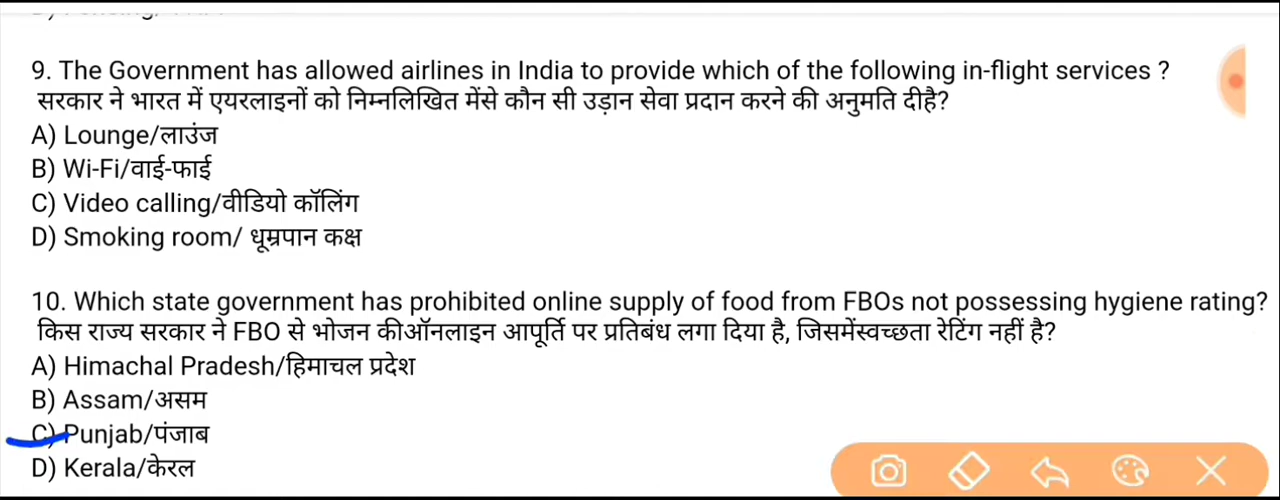 9. The Government has allowed airlines in India to provide which of the following in-flight services ?
सरकार ने भारत में एयरलाइनों को निम्नलिखित मेंसे कौन सी उड़ान सेवा प्रदान करने की अनुमति दीहै?
A) Lounge/लाउंज
B) Wi-Fi/वाई-फाई
C) Video calling/वीडियो कॉलिंग
D) Smoking room/ धूम्रपान कक्ष
10. Which state government has prohibited online supply of food from FBOs not possessing hygiene rating?
किस राज्य सरकार ने FBO से भोजन कीऑनलाइन आपूर्ति पर प्रतिबंध लगा दिया है, जिसमेंस्वच्छता रेटिंग नहीं है?
A) Himachal Pradesh/हिमाचल प्रदेश
B) Assam/असम
C) Punjab/पंजाब
D) Kerala/केरल